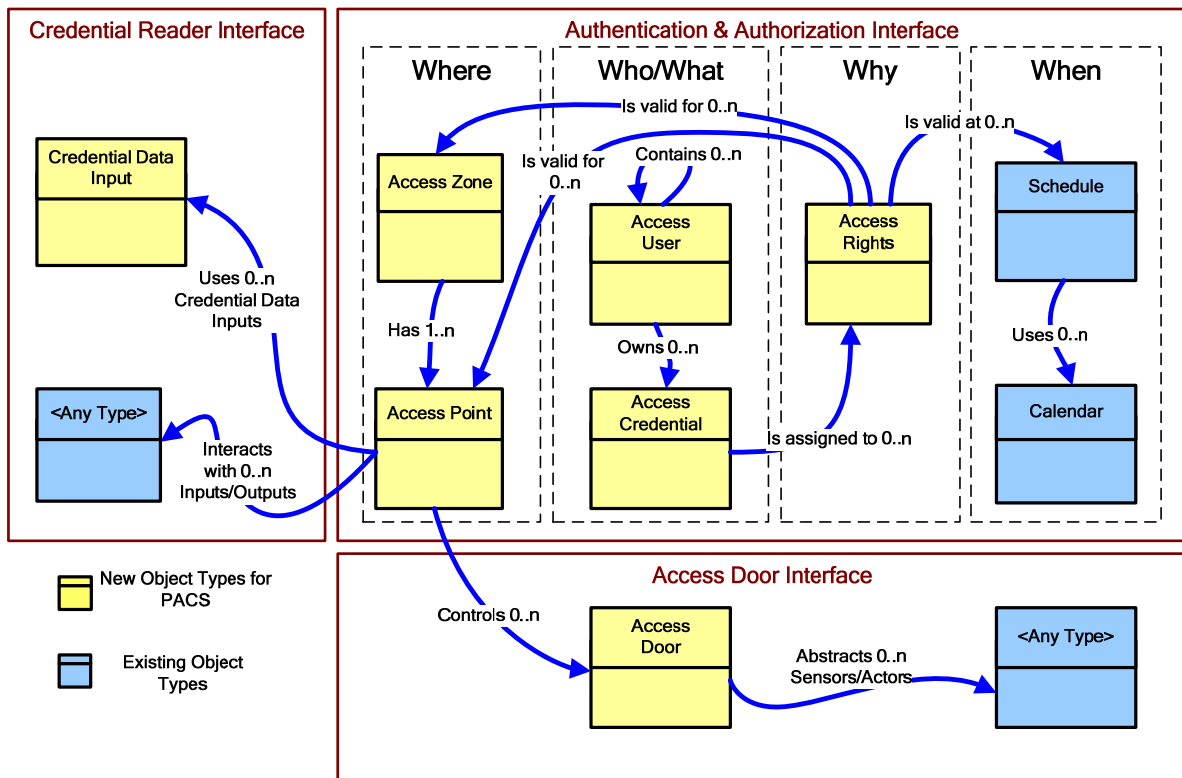 Credential Reader Interface
Authentication & Authorization Interface
Where
Who/What
Why
When
Is valid for 0..n
Is valid at 0..n
Credential Data
Input
Is valid for
0..n
Contains 0..n
Access Zone
Schedule
Access
User
Access
Rights
Uses 0..n
Credential Data
Inputs
Has 1..n
Owns 0..n
Uses 0..n
<Any Type>
Access Point
Access
Credential
Calendar
Interacts
with 0..n
Inputs/Outputs
Is assigned to 0..n
New Object Types for
PACS
Existing Object
Types
Access Door Interface
Controls 0..n
Access
Door
Abstracts 0..n
Sensors/Actors
<Any Type>